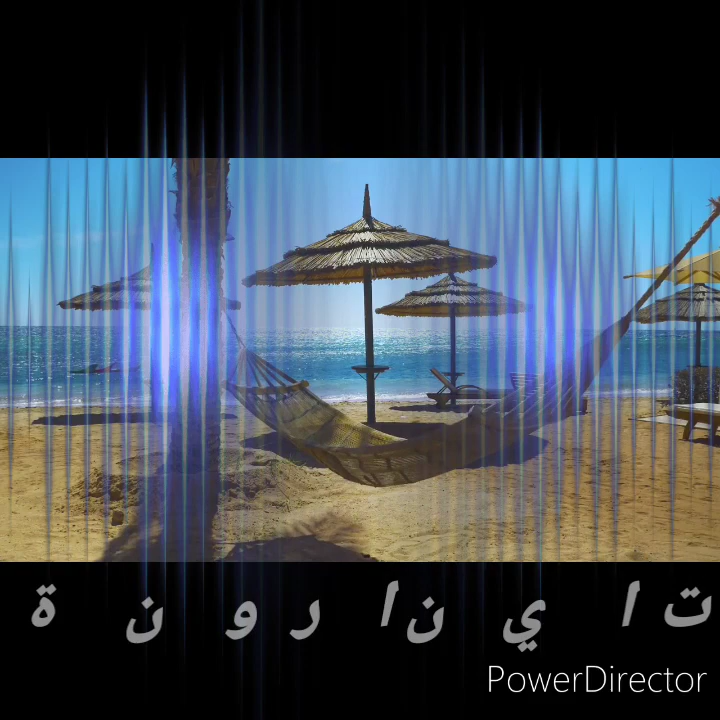 ت ا ي ن ا ر و ن ة
PowerDirector